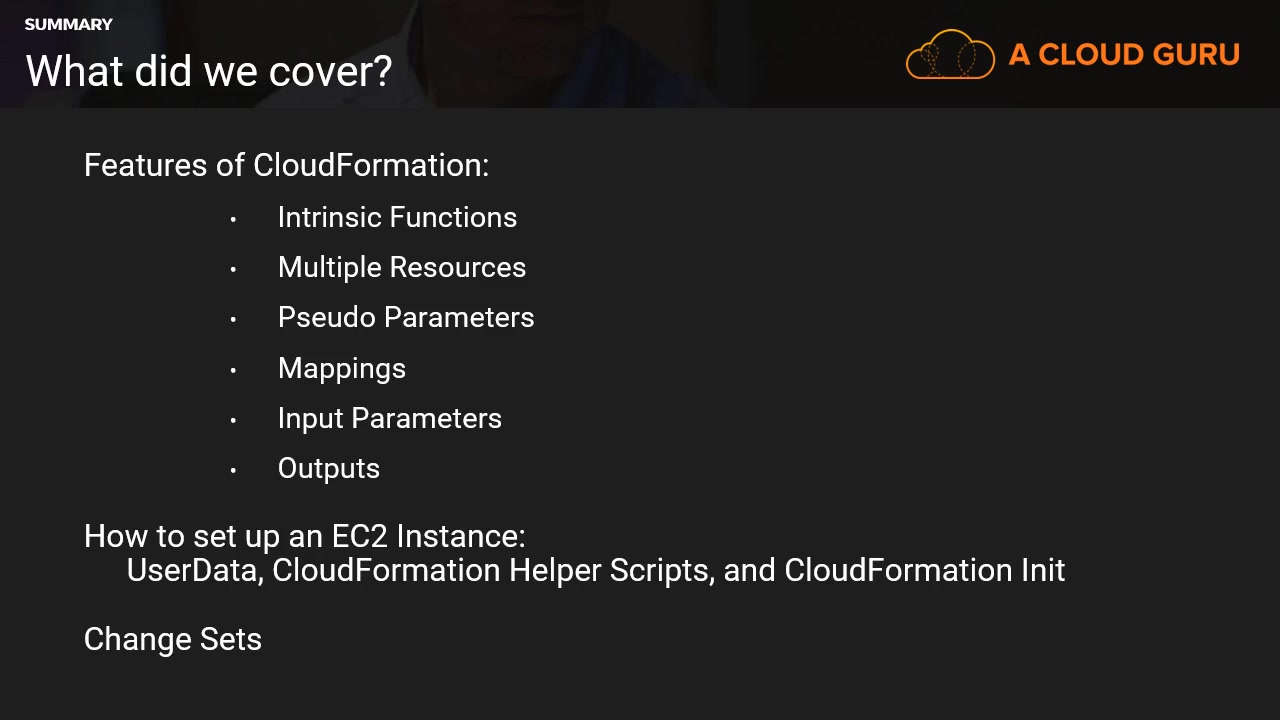 SUMMARY
What did we cover?
A CLOUD GURU
Features of CloudFormation:
• Intrinsic Functions
• Multiple Resources
• Pseudo Parameters
• Mappings
• Input Parameters
• Outputs
How to set up an EC2 Instance:
UserData, CloudFormation Helper Scripts, and CloudFormation Init
Change Sets